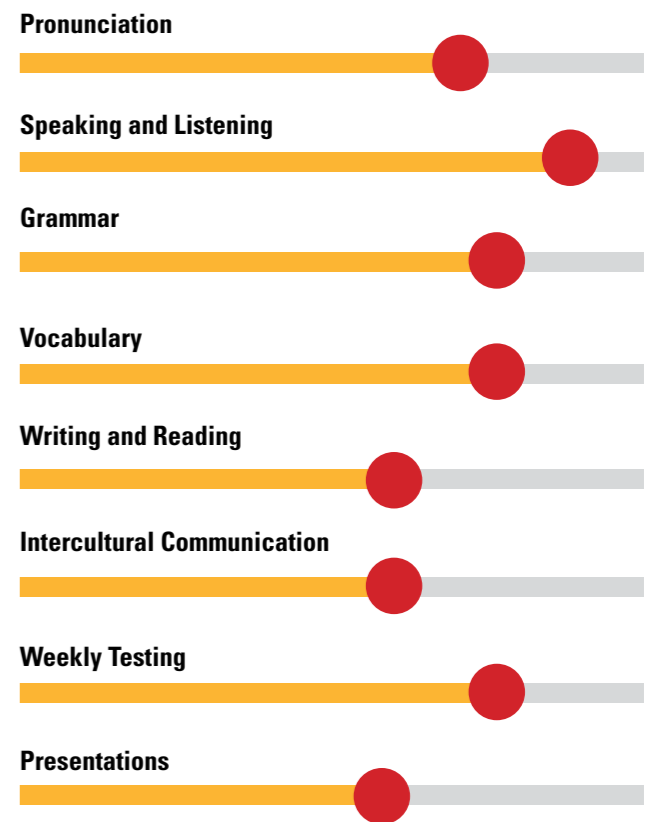 Pronunciation
Speaking and Listening
Grammar
Vocabulary
Writing and Reading
Intercultural Communication
Weekly Testing
Presentations